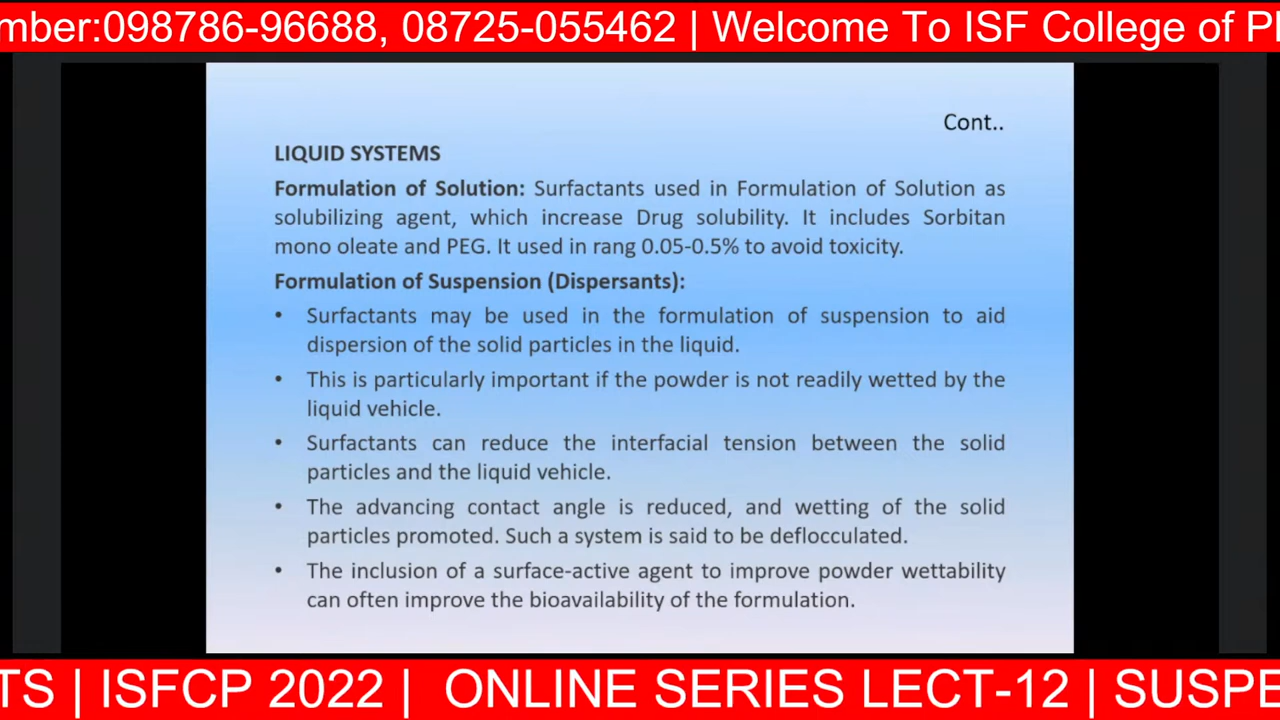 mber:098786-96688, 08725-055462 | Welcome To ISF College of
Cont..
LIQUID SYSTEMS
Formulation of Solution: Surfactants used in Formulation of Solution as
solubilizing agent, which increase Drug solubility. It includes Sorbitan
mono oleate and PEG. It used in rang 0.05-0.5% to avoid toxicity.
Formulation of Suspension (Dispersants):
• Surfactants may be used in the formulation of suspension to aid
dispersion of the solid particles in the liquid.
• This is particularly important if the powder is not readily wetted by the
liquid vehicle.
• Surfactants can reduce the interfacial tension between the solid
particles and the liquid vehicle.
• The advancing contact angle is reduced, and wetting of the solid
particles promoted. Such a system is said to be deflocculated.
• The inclusion of a surface-active agent to improve powder wettability
can often improve the bioavailability of the formulation.
TS | ISFCP 2022 | ONLINE SERIES LECT-12 | SUSPE